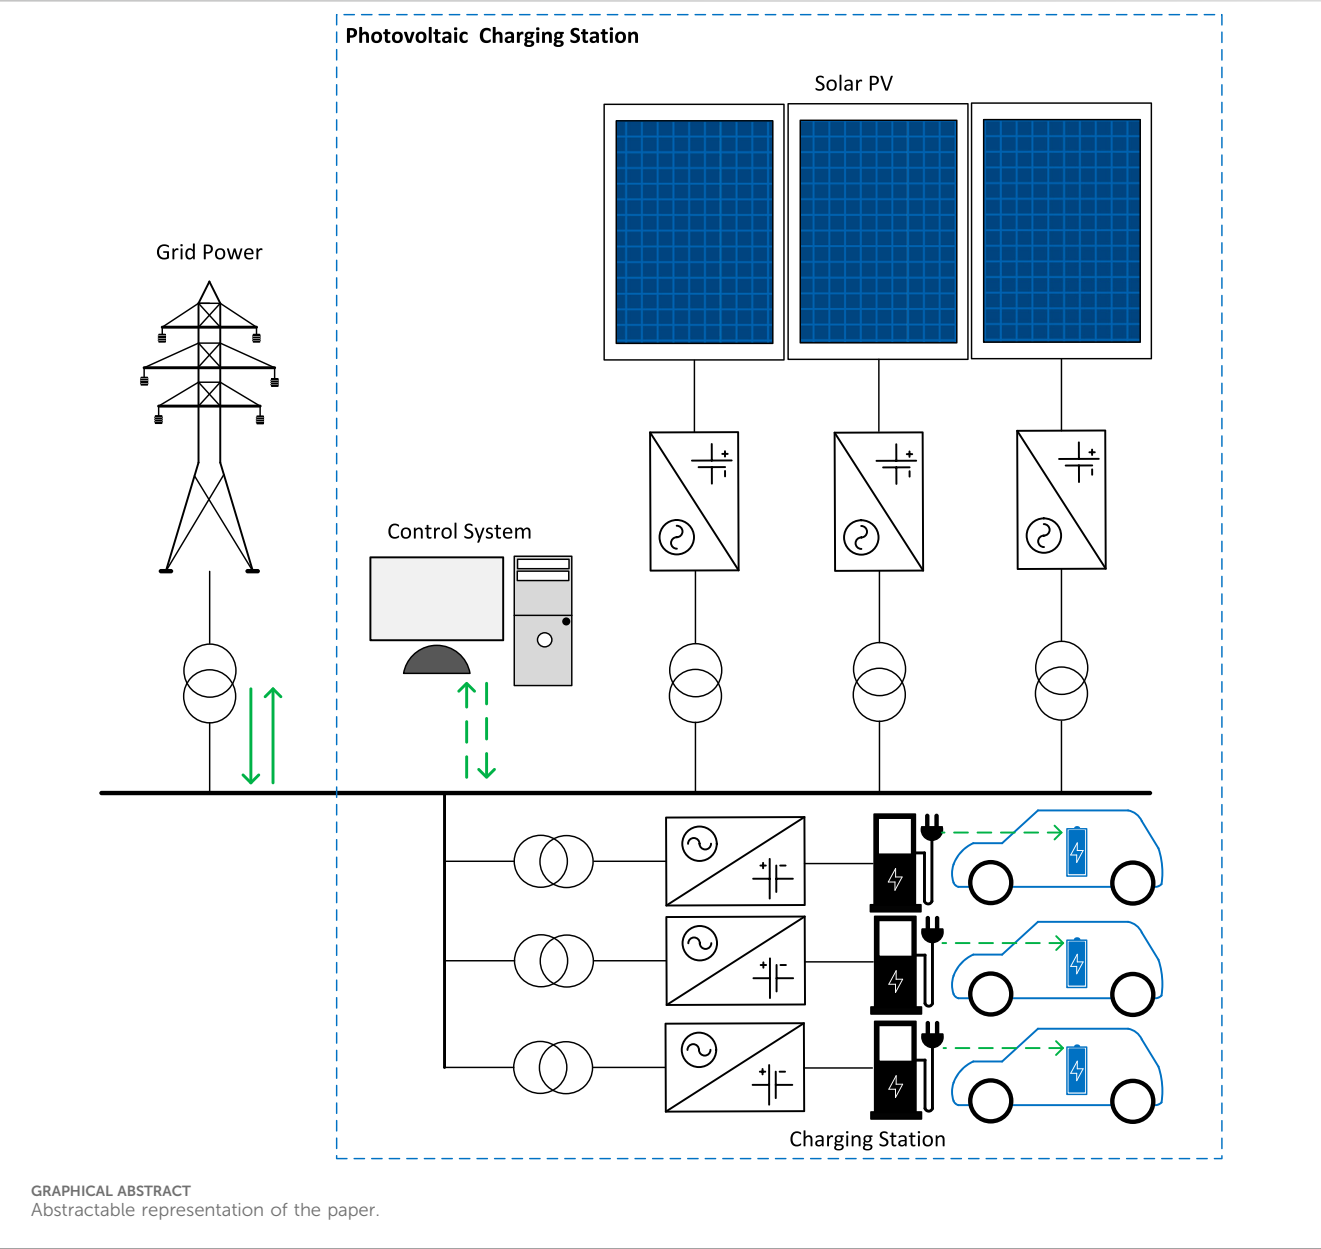 Photovoltaic Charging Station
Solar PV
Grid Power
Control System
Charging Station
GRAPHICAL ABSTRACT
Abstractable representation of the paper.